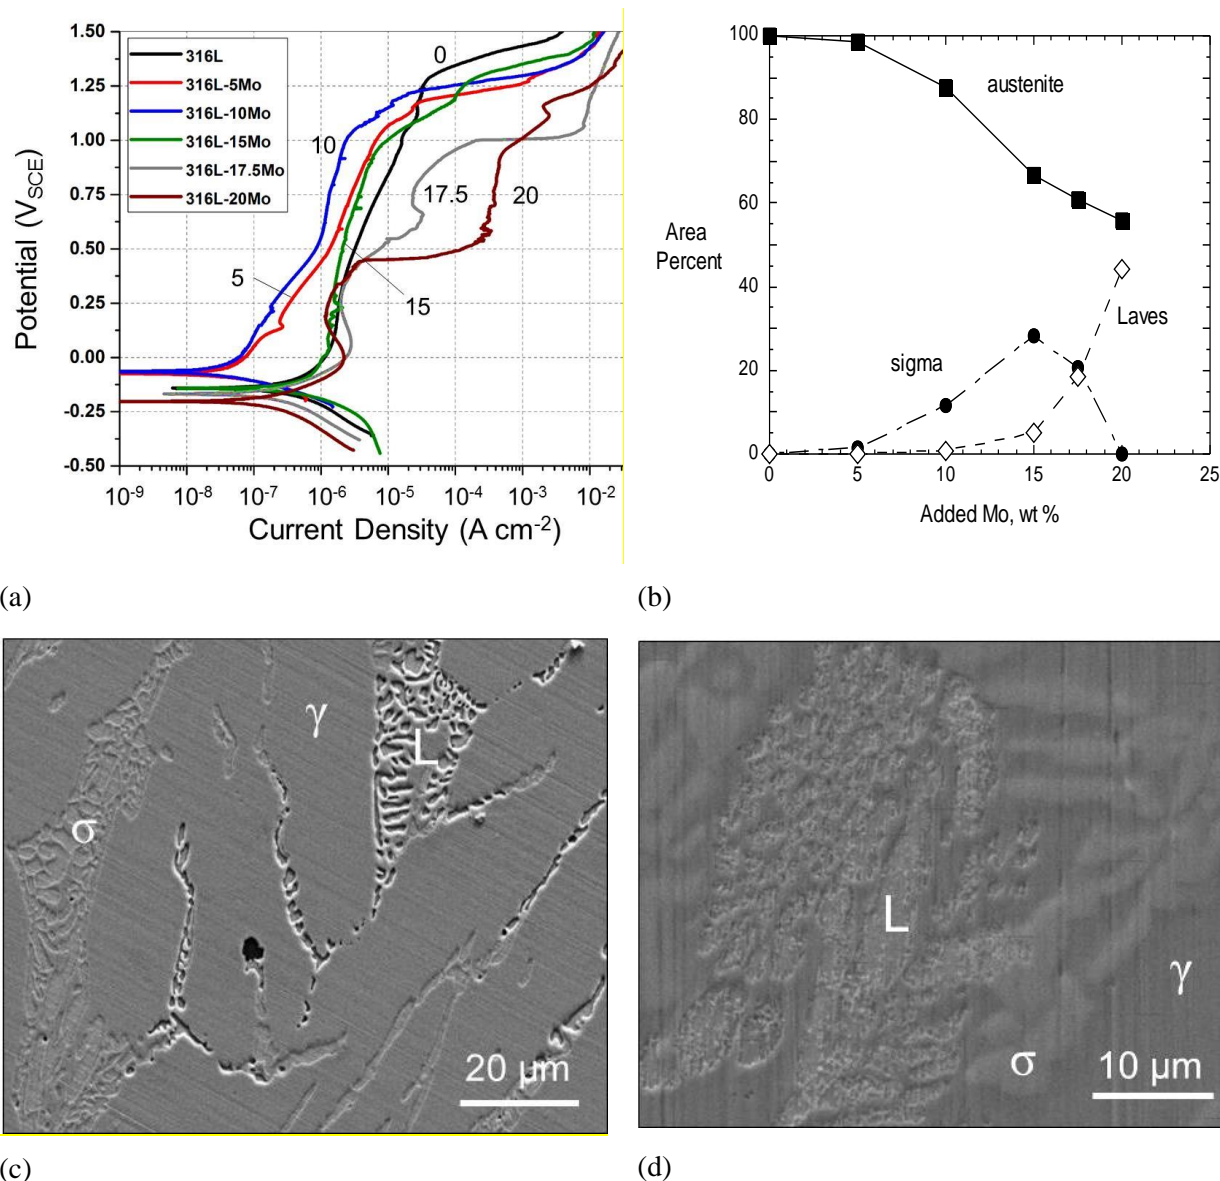 1.50
1.25
1.00
0.75
0.50
0.25
0.00
-0.25
-0.50
Potential (V_SCE)
316L
316L-5Mo
316L-10Mo
316L-15Mo
316L-17.5Mo
316L-20Mo
0
10
17.5
20
5
15
10⁻⁹ 10⁻⁸ 10⁻⁷ 10⁻⁶ 10⁻⁵ 10⁻⁴ 10⁻³ 10⁻²
Current Density (A cm⁻²)
(a)
100
80
60
40
20
0
Area
Percent
austenite
sigma
Laves
0 5 10 15 20 25
Added Mo, wt %
(b)
γ
L
σ
20 μm
(c)
L
γ
σ
10 μm
(d)